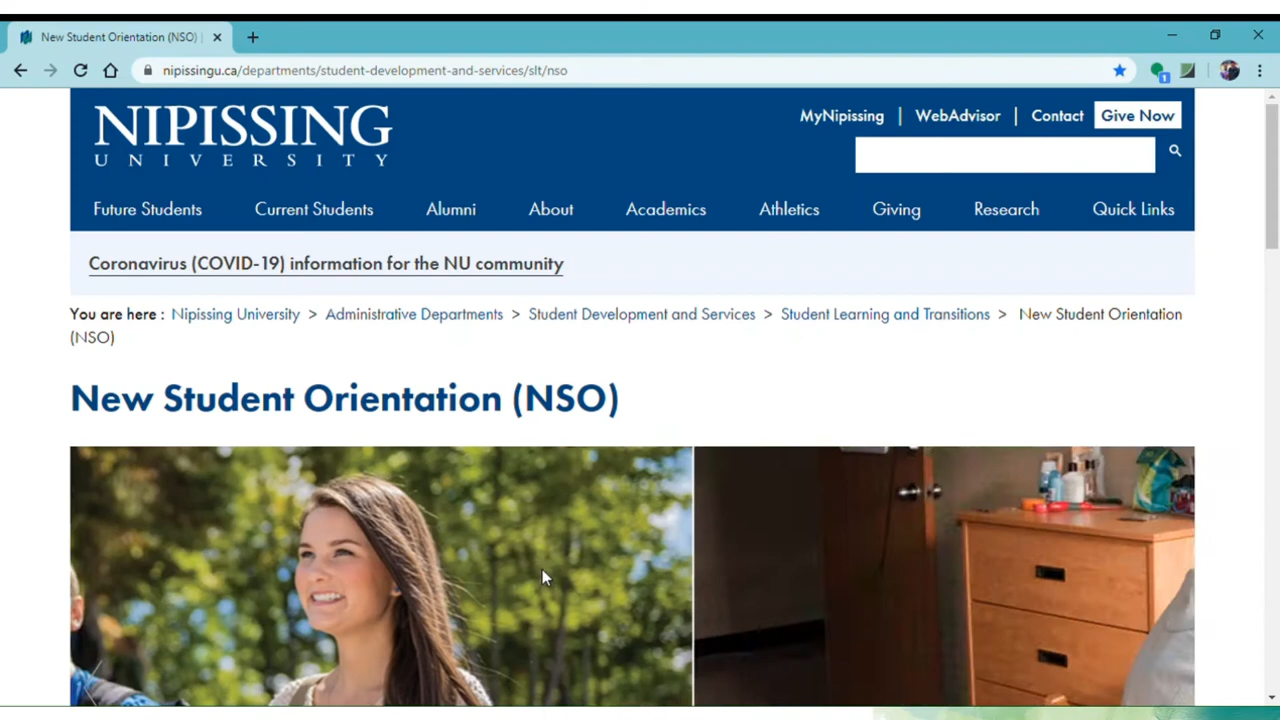 New Student Orientation (NSO) |
nipissingu.ca/departments/student-development-and-services/slt/nso
1
NIPISSING
UNIVERSITY
MyNipissing | WebAdvisor | Contact Give Now
Future Students Current Students Alumni About Academics Athletics Giving Research Quick Links
Coronavirus (COVID-19) information for the NU community
You are here : Nipissing University > Administrative Departments > Student Development and Services > Student Learning and Transitions > New Student Orientation
(NSO)
New Student Orientation (NSO)